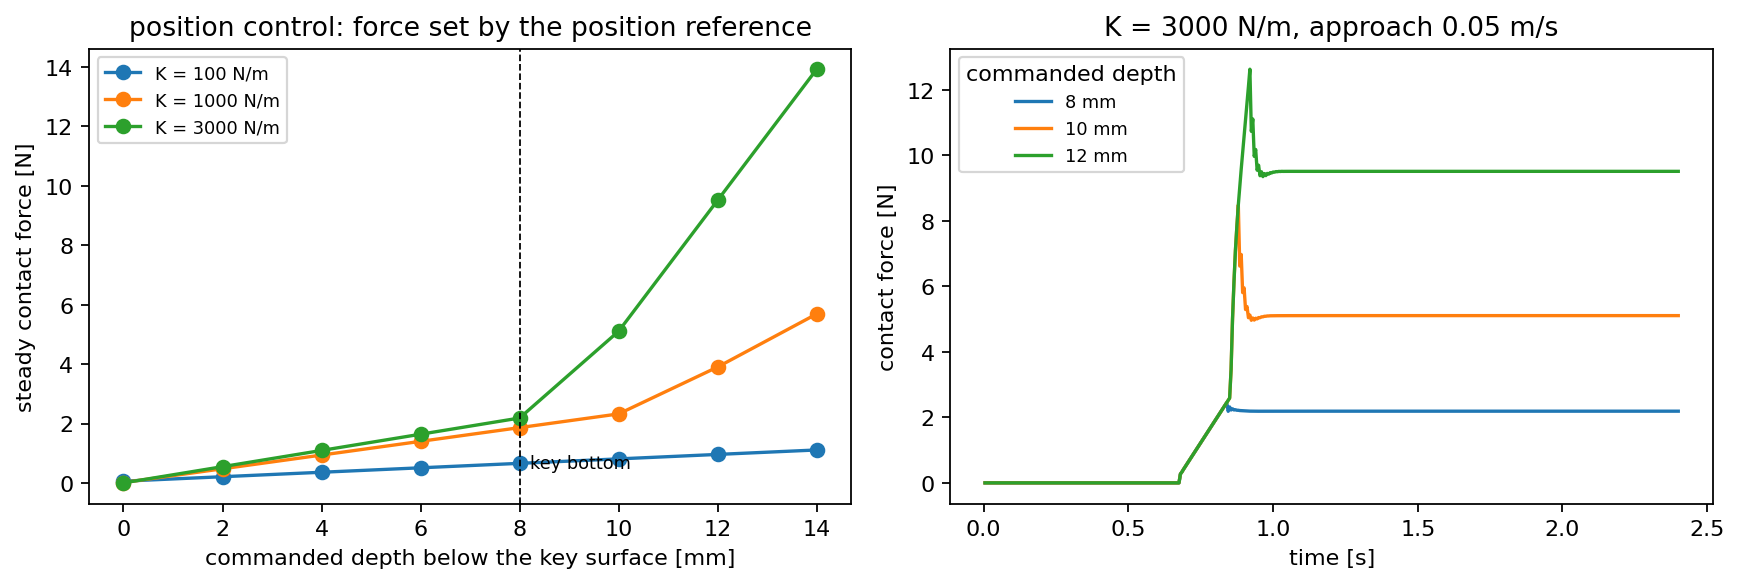 position control: force set by the position reference
K = 100 N/m
K = 1000 N/m
K = 3000 N/m
14
12
10
8
6
4
2
0
steady contact force [N]
key bottom
0 2 4 6 8 10 12 14
commanded depth below the key surface [mm]
K = 3000 N/m, approach 0.05 m/s
commanded depth
8 mm
10 mm
12 mm
12
10
8
6
4
2
0
contact force [N]
0.0 0.5 1.0 1.5 2.0 2.5
time [s]